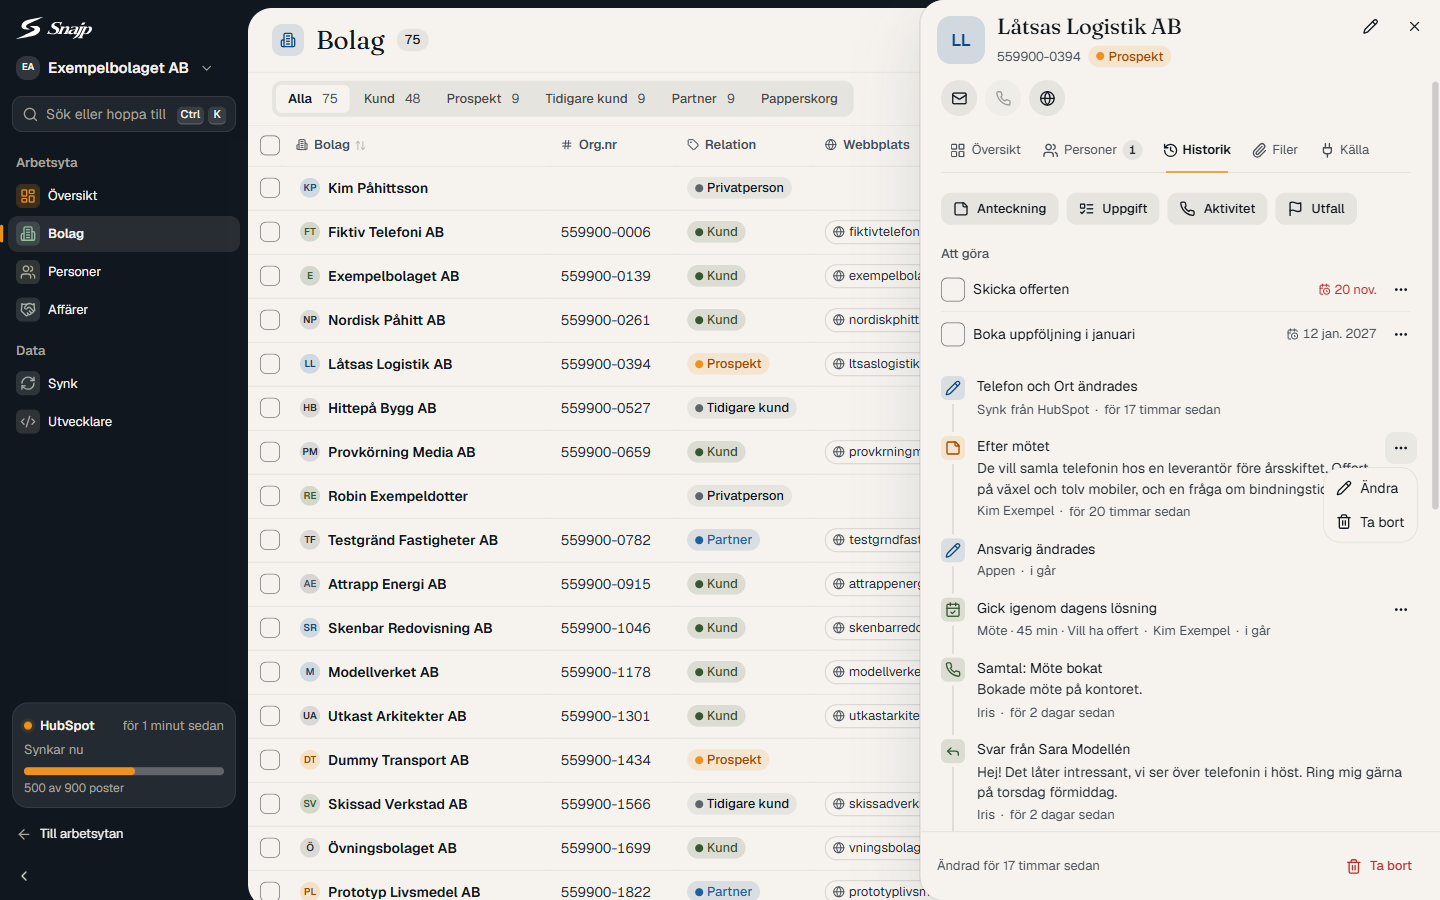 Snajp
EA Exempelbolaget AB
Sök eller hoppa till Ctrl K
Arbetsyta
Översikt
Bolag
Personer
Affärer
Data
Synk
Utvecklare
HubSpot för 1 minut sedan
Synkar nu
500 av 900 poster
Till arbetsytan
Bolag 75
Alla 75 Kund 48 Prospekt 9 Tidigare kund 9 Partner 9 Papperskorg
Bolag # Org.nr Relation Webbplats
KP Kim Påhittsson Privatperson
FT Fiktiv Telefoni AB 559900-0006 Kund fiktivtelefon
E Exempelbolaget AB 559900-0139 Kund exempelbola
NP Nordisk Påhitt AB 559900-0261 Kund nordiskphitt
LL Låtsas Logistik AB 559900-0394 Prospekt ltsaslogistik
HB Hittepå Bygg AB 559900-0527 Tidigare kund
PM Provkörning Media AB 559900-0659 Kund provkrningm
RE Robin Exempeldotter Privatperson
TF Testgränd Fastigheter AB 559900-0782 Partner testgrndfast
AE Attrapp Energi AB 559900-0915 Kund attrappenerg
SR Skenbar Redovisning AB 559900-1046 Kund skenbarredo
M Modellverket AB 559900-1178 Kund modellverke
UA Utkast Arkitekter AB 559900-1301 Kund utkastarkite
DT Dummy Transport AB 559900-1434 Prospekt
SV Skissad Verkstad AB 559900-1566 Tidigare kund skissadverk
Ö Övningsbolaget AB 559900-1699 Kund vningsbolag
PL Prototyp Livsmedel AB 559900-1822 Partner prototyplivsm
LL Låtsas Logistik AB
559900-0394 Prospekt
Översikt Personer 1 Historik Filer Källa
Anteckning Uppgift Aktivitet Utfall
Att göra
Skicka offerten 20 nov.
Boka uppföljning i januari 12 jan. 2027
Telefon och Ort ändrades
Synk från HubSpot · för 17 timmar sedan
Efter mötet
De vill samla telefonin hos en leverantör före årsskiftet. Offert
på växel och tolv mobiler, och en fråga om bindningstid
Kim Exempel · för 20 timmar sedan
Ändra
Ta bort
Ansvarig ändrades
Appen · i går
Gick igenom dagens lösning
Möte · 45 min · Vill ha offert · Kim Exempel · i går
Samtal: Möte bokat
Bokade möte på kontoret.
Iris · för 2 dagar sedan
Svar från Sara Modellén
Hej! Det låter intressant, vi ser över telefonin i höst. Ring mig gärna
på torsdag förmiddag.
Iris · för 2 dagar sedan
Ändrad för 17 timmar sedan Ta bort